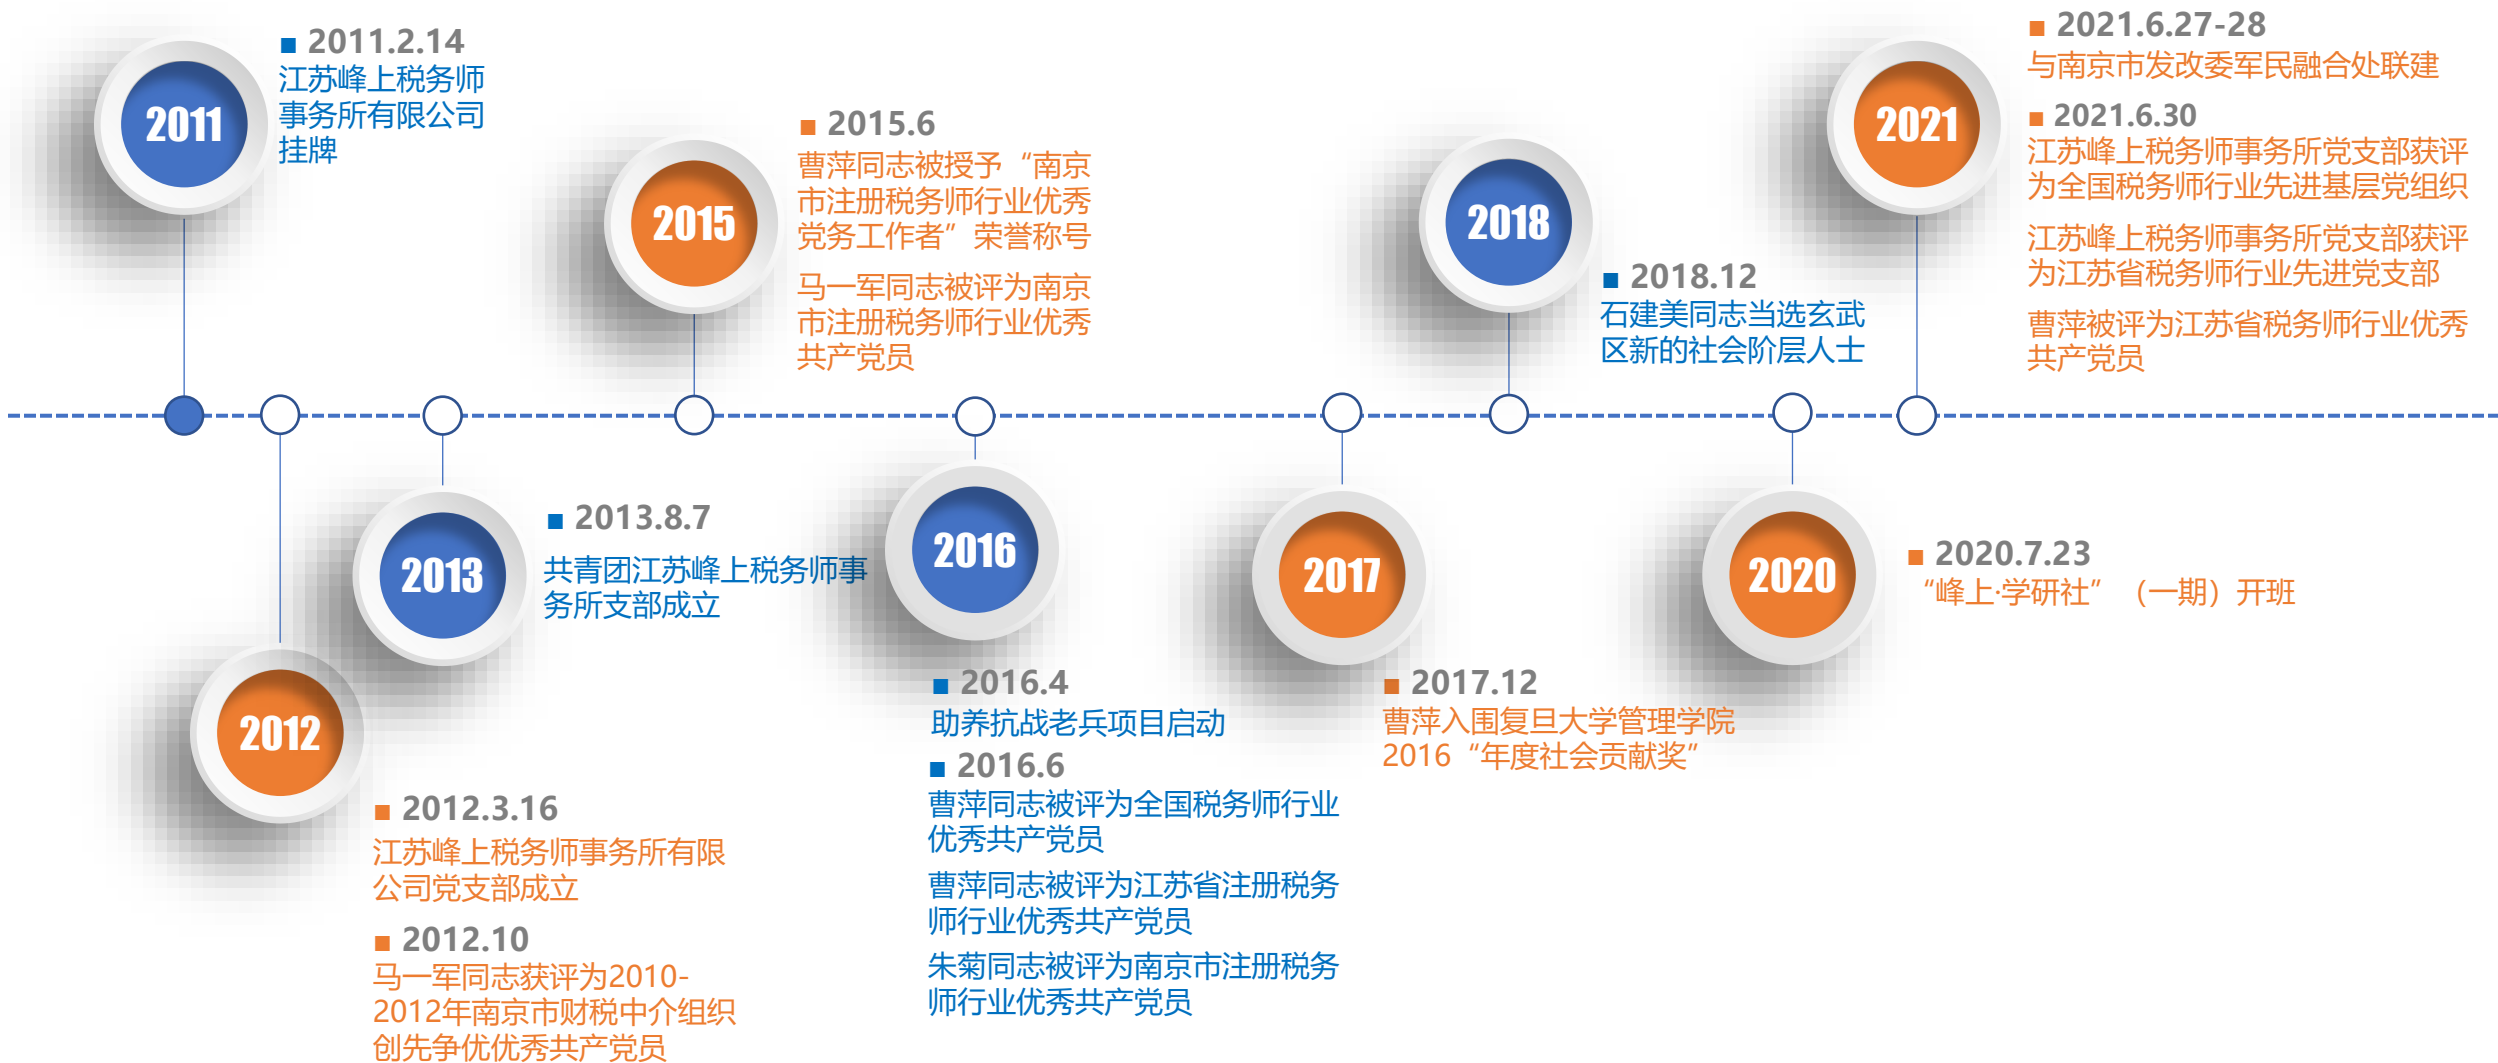 2011
■ 2011.2.14
江苏峰上税务师
事务所有限公司
挂牌
2012
■ 2012.3.16
江苏峰上税务师事务所有限
公司党支部成立
■ 2012.10
马一军同志获评为2010-
2012年南京市财税中介组织
创先争优优秀共产党员
2013
■ 2013.8.7
共青团江苏峰上税务师事
务所支部成立
2015
■ 2015.6
曹萍同志被授予“南京
市注册税务师行业优秀
党务工作者”荣誉称号
马一军同志被评为南京
市注册税务师行业优秀
共产党员
2016
■ 2016.4
助养抗战老兵项目启动
■ 2016.6
曹萍同志被评为全国税务师行业
优秀共产党员
曹萍同志被评为江苏省注册税务
师行业优秀共产党员
朱菊同志被评为南京市注册税务
师行业优秀共产党员
2017
■ 2017.12
曹萍入围复旦大学管理学院
2016“年度社会贡献奖”
2018
■ 2018.12
石建美同志当选玄武
区新的社会阶层人士
2020
■ 2020.7.23
“峰上·学研社”（一期）开班
2021
■ 2021.6.27-28
与南京市发改委军民融合处联建
■ 2021.6.30
江苏峰上税务师事务所党支部获评
为全国税务师行业先进基层党组织
江苏峰上税务师事务所党支部获评
为江苏省税务师行业先进党支部
曹萍被评为江苏省税务师行业优秀
共产党员